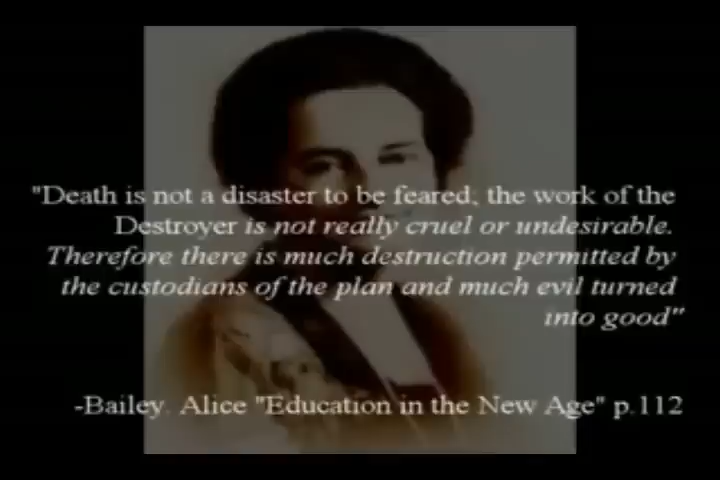 "Death is not a disaster to be feared, the work of the
Destroyer is not really cruel or undesirable.
Therefore there is much destruction permitted by
the custodians of the plan and much evil turned
into good"
-Bailey. Alice "Education in the New Age" p.112